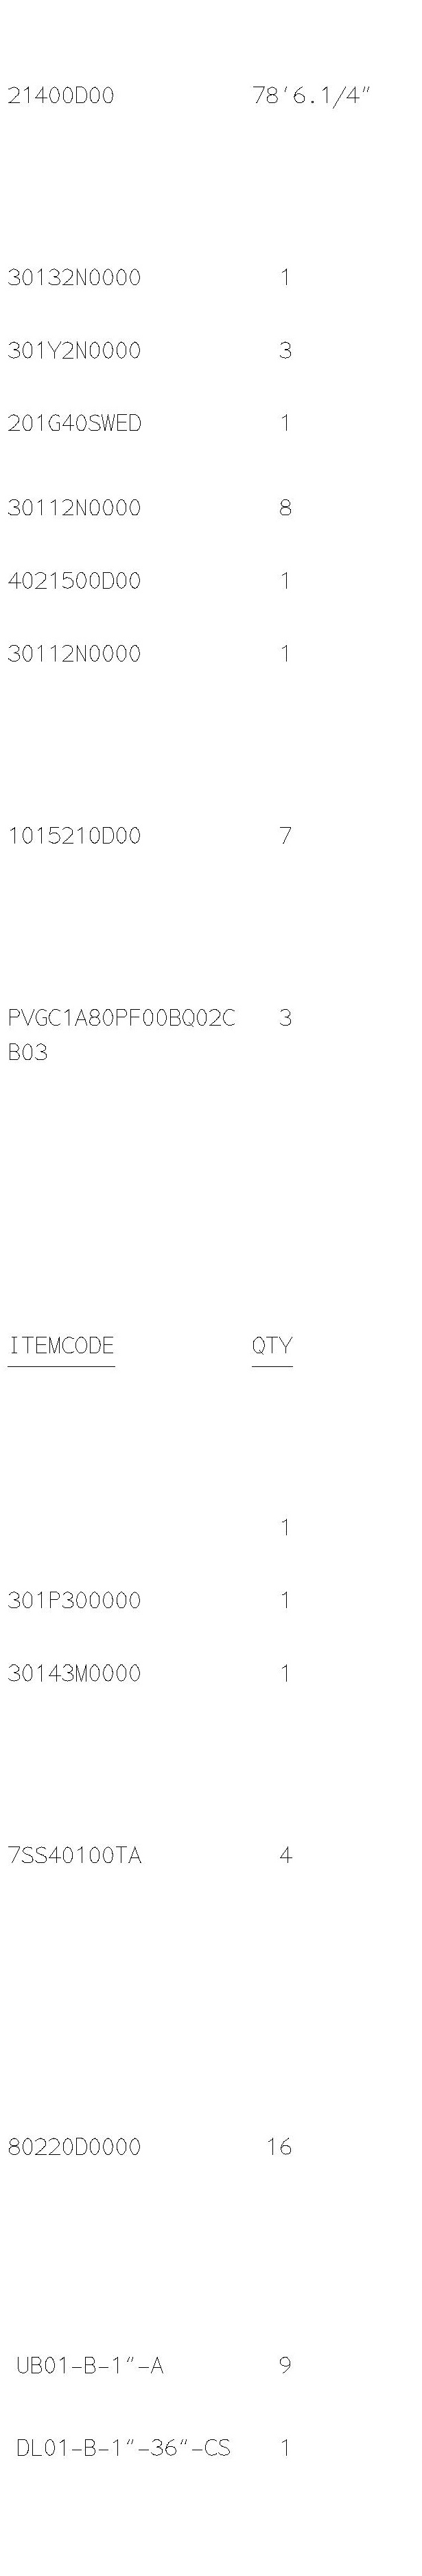 21400D00 78'6.1/4"
30132N0000 1
301Y2N0000 3
201G40SWED 1
30112N0000 8
4021500D00 1
30112N0000 1
1015210D00 7
PVGC1A80PF00BQ02C 3
B03
ITEMCODE QTY
1
301P300000 1
30143M0000 1
7SS40100TA 4
80220D0000 16
UB01-B-1"-A 9
DL01-B-1"-36"-CS 1